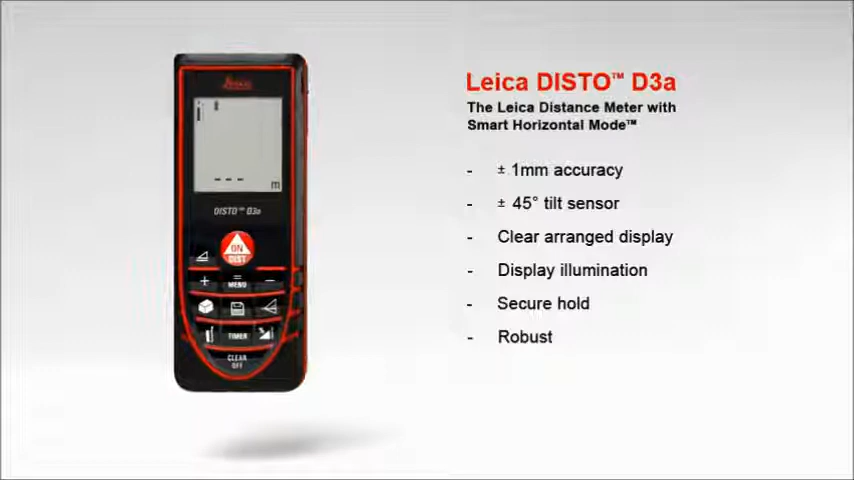 Leica
m
DISTO™ D3a
ON
DIST
+ = −
MENU
TIMER
CLEAR
OFF
Leica DISTO™ D3a
The Leica Distance Meter with
Smart Horizontal Mode™
- ± 1mm accuracy
- ± 45° tilt sensor
- Clear arranged display
- Display illumination
- Secure hold
- Robust